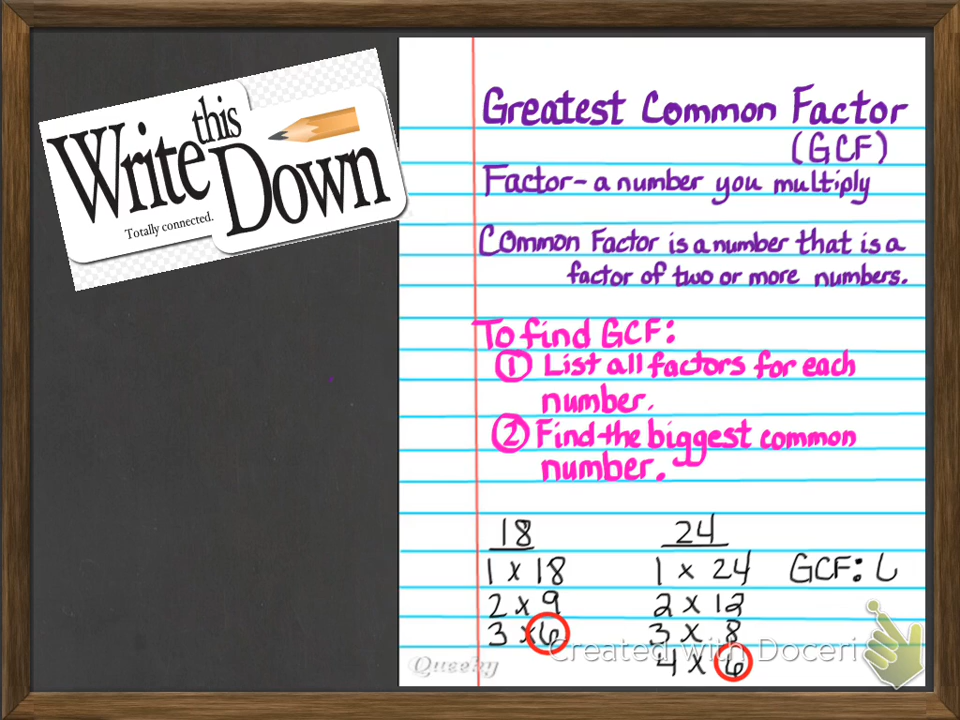 Write this Down
Totally connected.
Greatest Common Factor
(GCF)
Factor - a number you multiply
Common Factor is a number that is a
factor of two or more numbers.
To find GCF:
① List all factors for each
number.
② Find the biggest common
number.
18
1 x 18
2 x 9
3 x 6
24
1 x 24
2 x 12
3 x 8
4 x 6
GCF:
Created with Doceri
Queeky